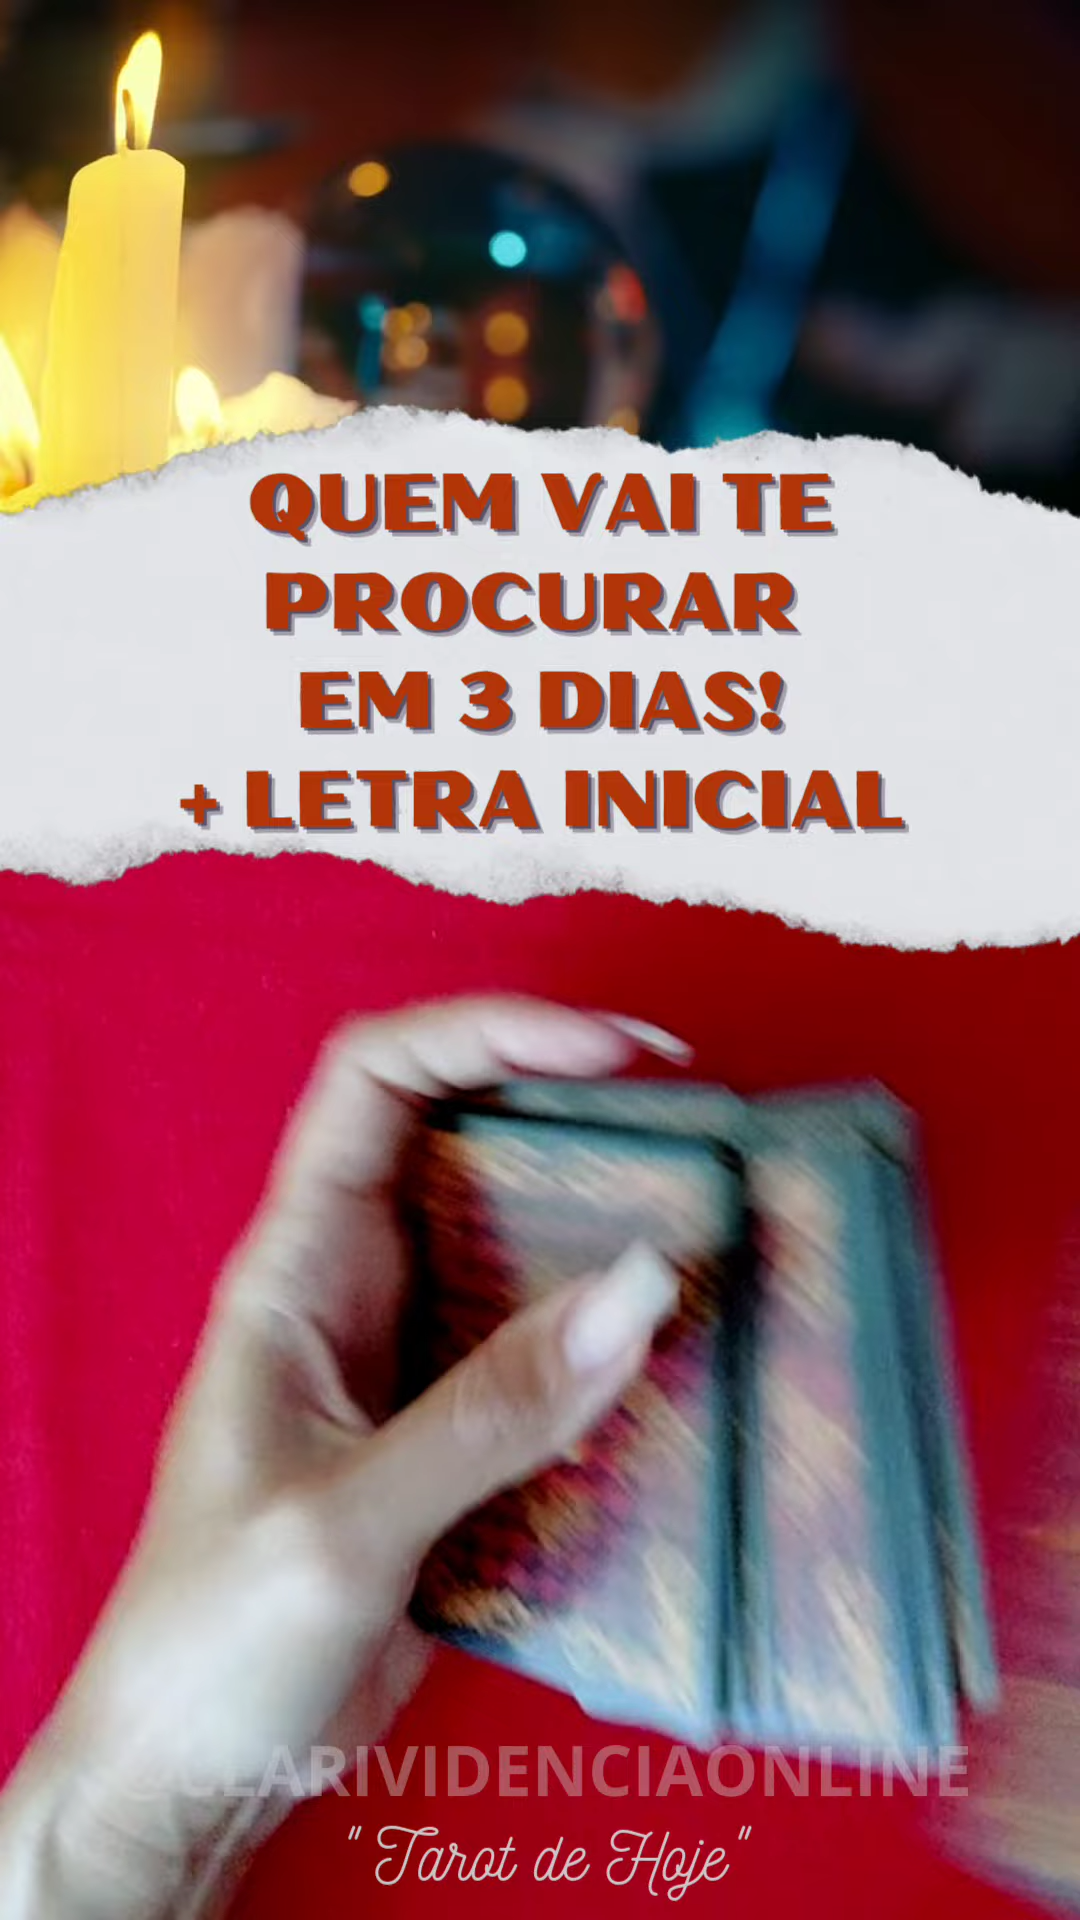 QUEM VAI TE
PROCURAR
EM 3 DIAS!
+ LETRA INICIAL
@CLARIVIDENCIAONLINE
"Tarot de Hoje"